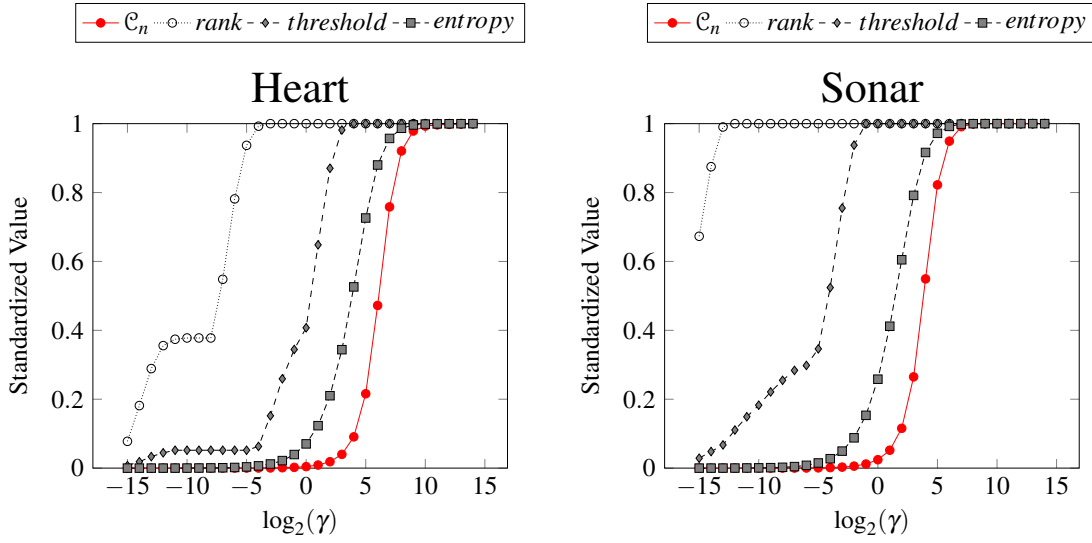 ℂₙ rank threshold entropy
Heart
1
0.8
0.6
0.4
0.2
0
Standardized Value
−15 −10 −5 0 5 10 15
log₂(γ)
ℂₙ rank threshold entropy
Sonar
1
0.8
0.6
0.4
0.2
0
Standardized Value
−15 −10 −5 0 5 10 15
log₂(γ)